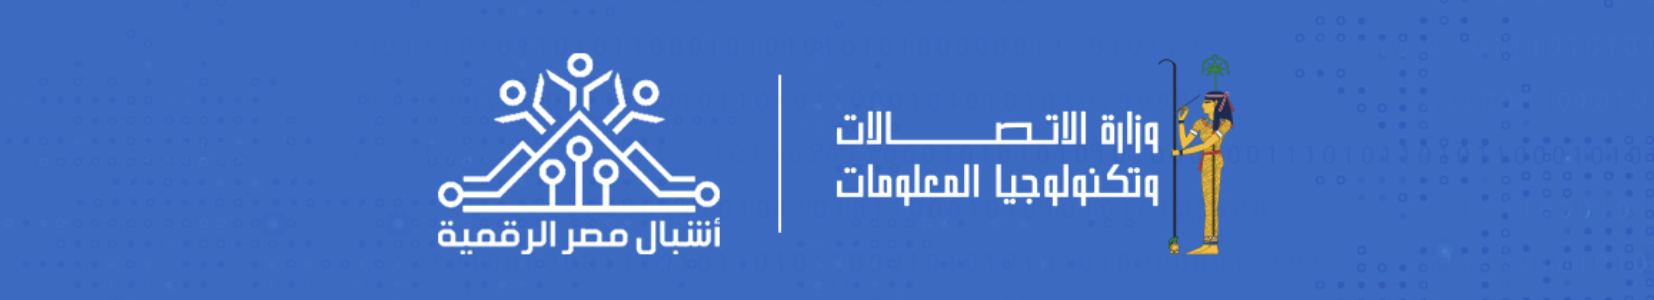 وزارة الاتصالات
وتكنولوجيا المعلومات
أشبال مصر الرقمية